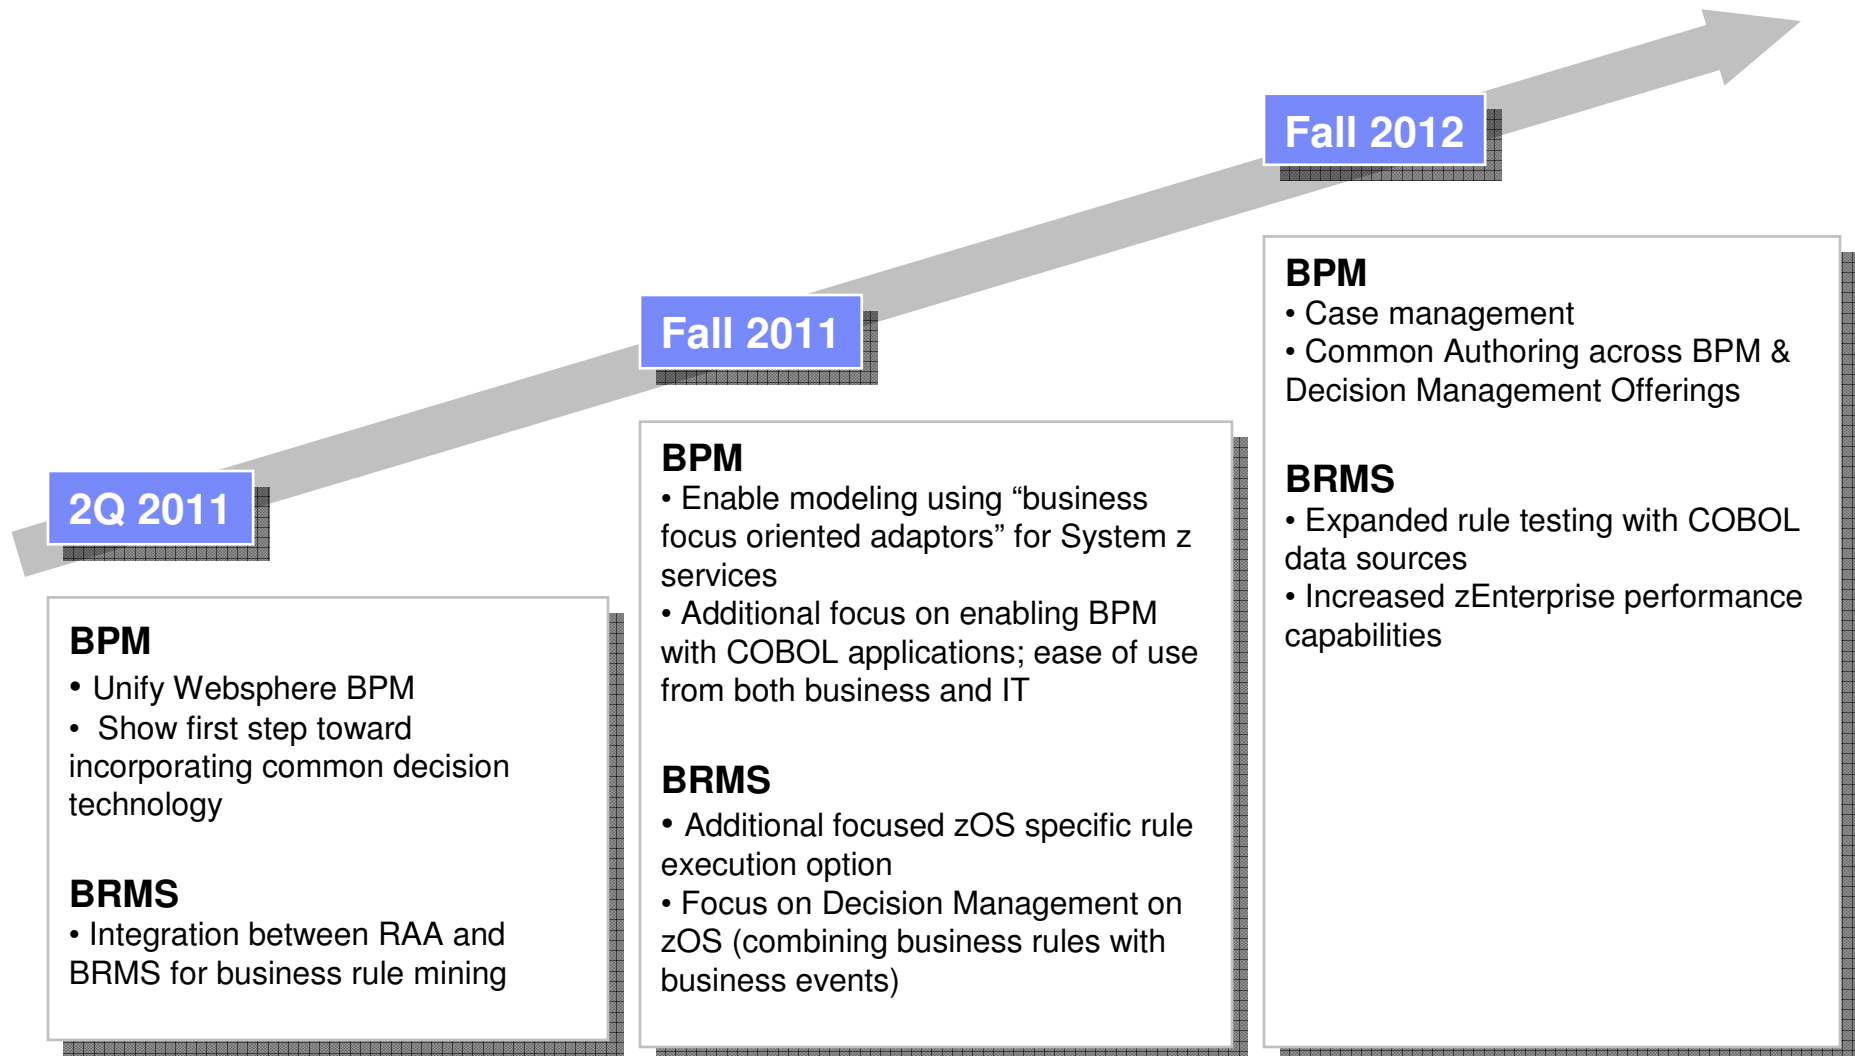 2Q 2011
BPM
• Unify Websphere BPM
• Show first step toward
incorporating common decision
technology
BRMS
• Integration between RAA and
BRMS for business rule mining
Fall 2011
BPM
• Enable modeling using “business
focus oriented adaptors” for System z
services
• Additional focus on enabling BPM
with COBOL applications; ease of use
from both business and IT
BRMS
• Additional focused zOS specific rule
execution option
• Focus on Decision Management on
zOS (combining business rules with
business events)
Fall 2012
BPM
• Case management
• Common Authoring across BPM &
Decision Management Offerings
BRMS
• Expanded rule testing with COBOL
data sources
• Increased zEnterprise performance
capabilities